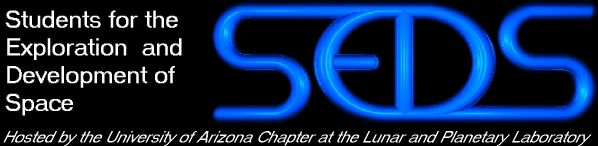 Students for the
Exploration and
Development of
Space
SEDS
Hosted by the University of Arizona Chapter at the Lunar and Planetary Laboratory